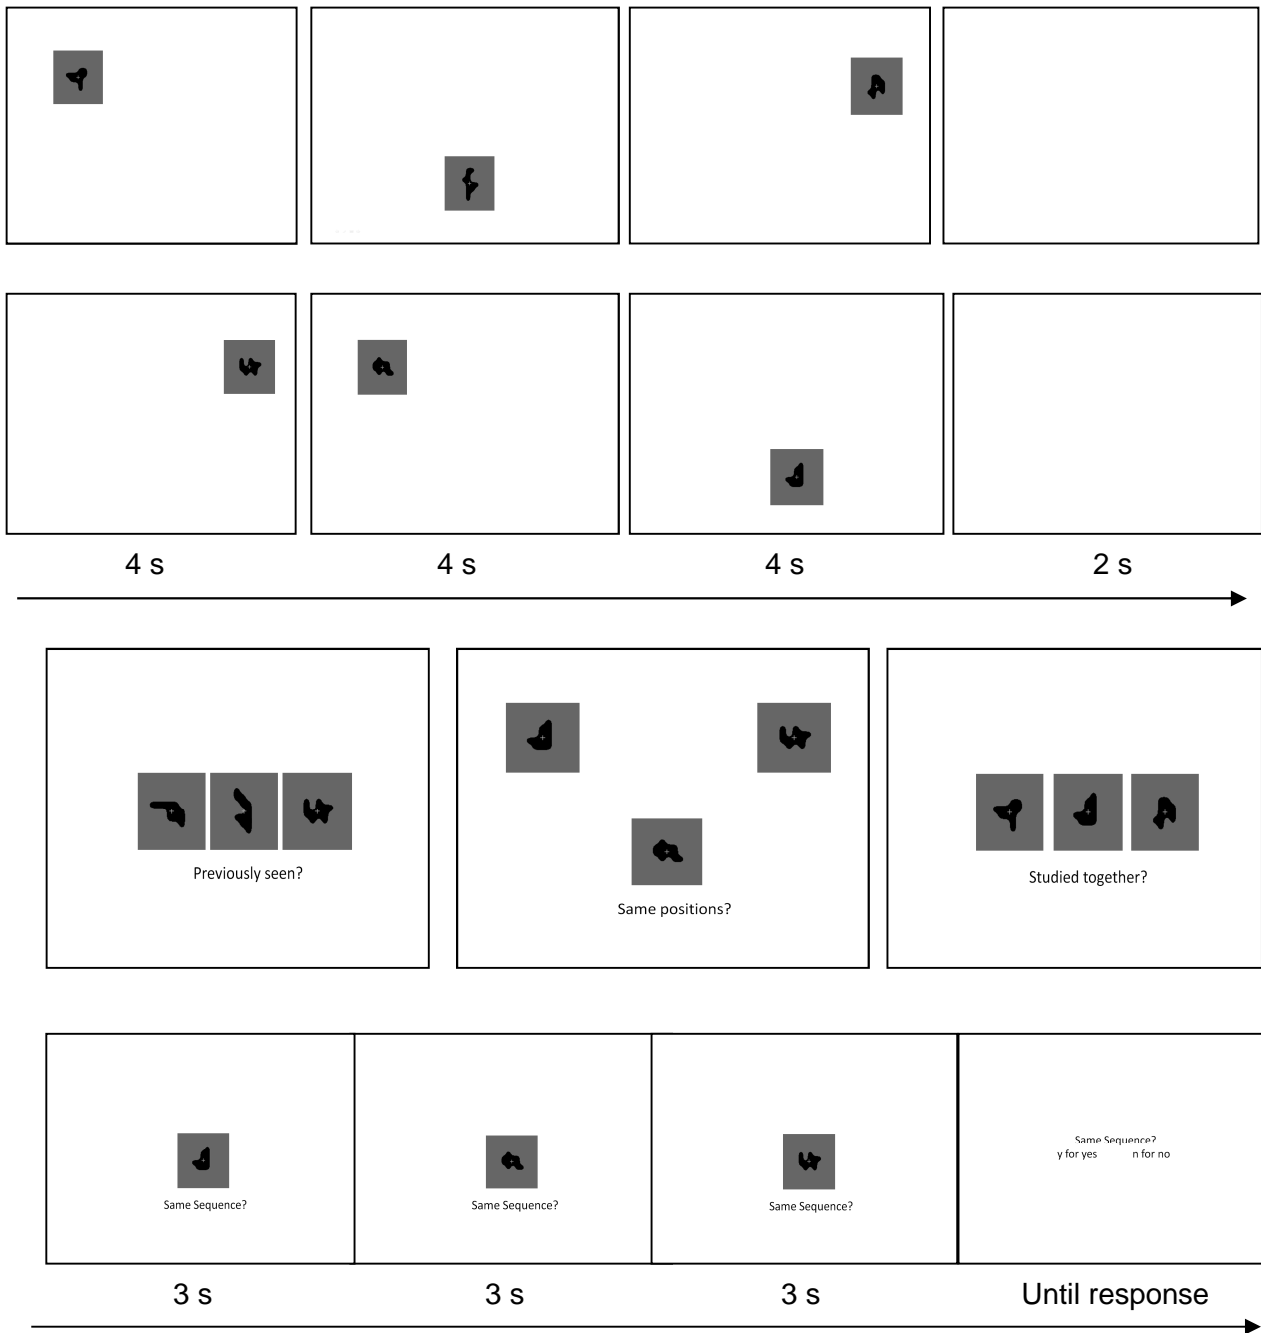 4 s 4 s 4 s 2 s
Previously seen?
Same positions?
Studied together?
Same Sequence?
Same Sequence?
Same Sequence?
Same Sequence?
y for yes n for no
3 s 3 s 3 s Until response